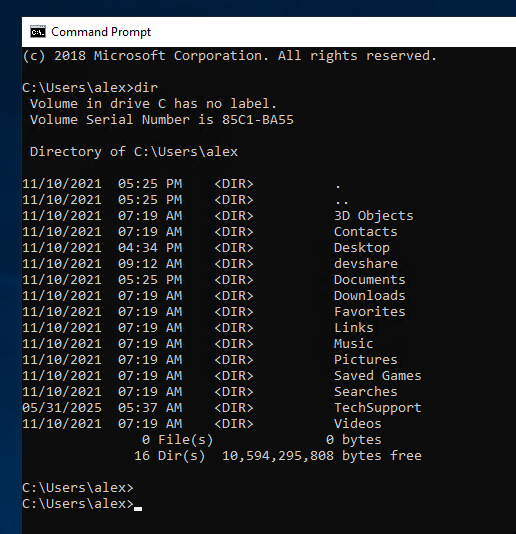 Command Prompt
(c) 2018 Microsoft Corporation. All rights reserved.
C:\Users\alex>dir
 Volume in drive C has no label.
 Volume Serial Number is 85C1-BA55
 Directory of C:\Users\alex
11/10/2021  05:25 PM    <DIR>          .
11/10/2021  05:25 PM    <DIR>          ..
11/10/2021  07:19 AM    <DIR>          3D Objects
11/10/2021  07:19 AM    <DIR>          Contacts
11/10/2021  04:34 PM    <DIR>          Desktop
11/10/2021  09:12 AM    <DIR>          devshare
11/10/2021  05:25 PM    <DIR>          Documents
11/10/2021  07:19 AM    <DIR>          Downloads
11/10/2021  07:19 AM    <DIR>          Favorites
11/10/2021  07:19 AM    <DIR>          Links
11/10/2021  07:19 AM    <DIR>          Music
11/10/2021  07:19 AM    <DIR>          Pictures
11/10/2021  07:19 AM    <DIR>          Saved Games
11/10/2021  07:19 AM    <DIR>          Searches
05/31/2025  05:37 AM    <DIR>          TechSupport
11/10/2021  07:19 AM    <DIR>          Videos
               0 File(s)              0 bytes
              16 Dir(s)  10,594,295,808 bytes free
C:\Users\alex>
C:\Users\alex>